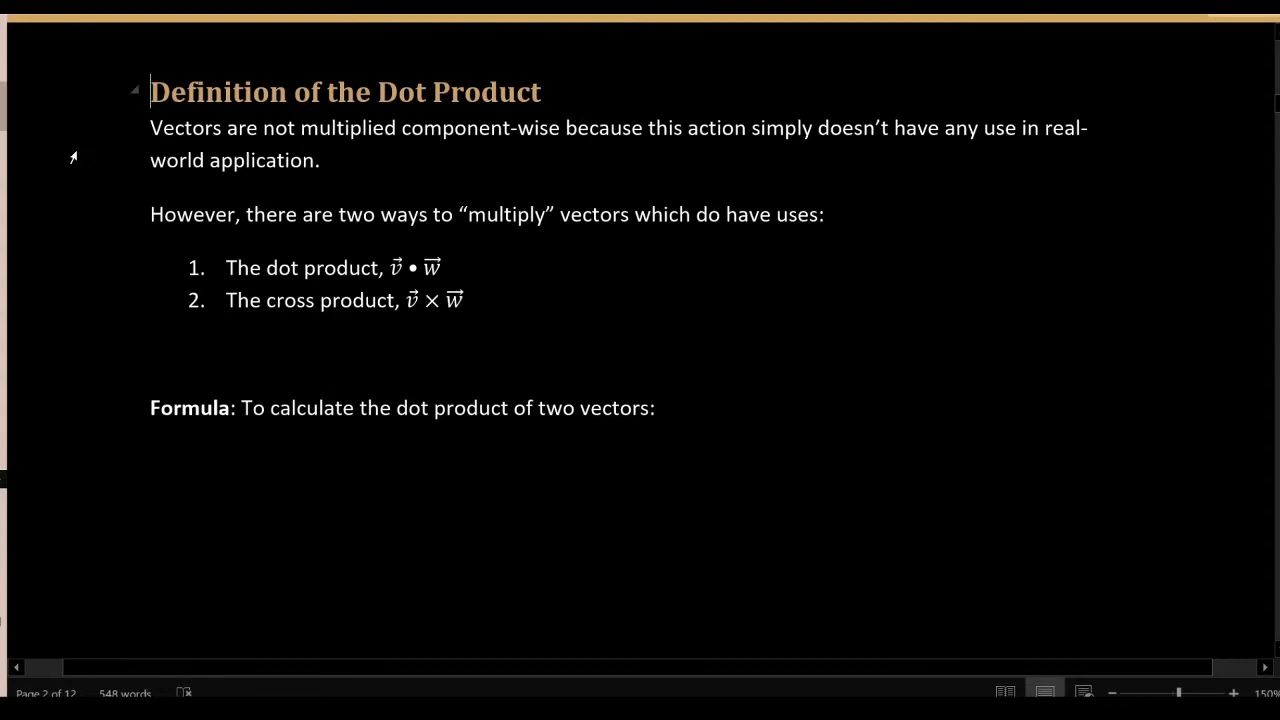 Definition of the Dot Product
Vectors are not multiplied component-wise because this action simply doesn’t have any use in real-
world application.
However, there are two ways to “multiply” vectors which do have uses:
1. The dot product, v⃗ • w⃗
2. The cross product, v⃗ × w⃗
Formula: To calculate the dot product of two vectors:
Page 2 of 12 548 words 150%